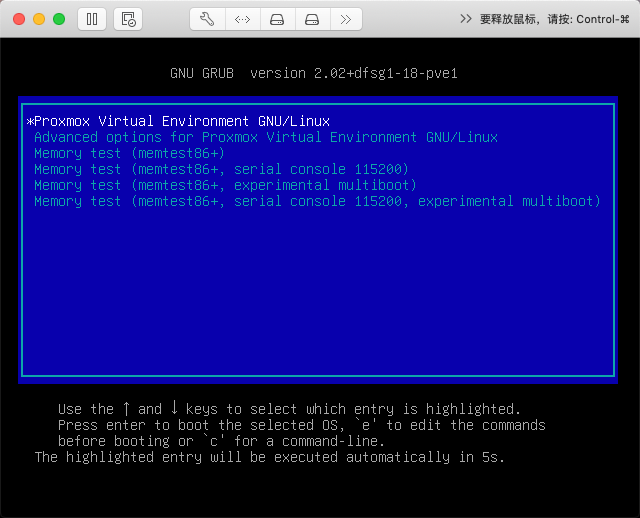 要释放鼠标，请按: Control-⌘
GNU GRUB version 2.02+dfsg1-18-pve1
*Proxmox Virtual Environment GNU/Linux
Advanced options for Proxmox Virtual Environment GNU/Linux
Memory test (memtest86+)
Memory test (memtest86+, serial console 115200)
Memory test (memtest86+, experimental multiboot)
Memory test (memtest86+, serial console 115200, experimental multiboot)
Use the ↑ and ↓ keys to select which entry is highlighted.
Press enter to boot the selected OS, `e' to edit the commands
before booting or `c' for a command-line.
The highlighted entry will be executed automatically in 5s.